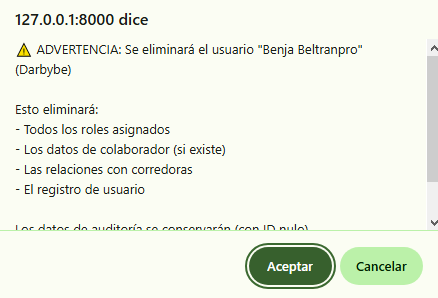 127.0.0.1:8000 dice
⚠️ ADVERTENCIA: Se eliminará el usuario "Benja Beltranpro"
(Darbybe)
Esto eliminará:
- Todos los roles asignados
- Los datos de colaborador (si existe)
- Las relaciones con corredoras
- El registro de usuario
Los datos de auditoría se conservarán (con ID nulo)
Aceptar
Cancelar